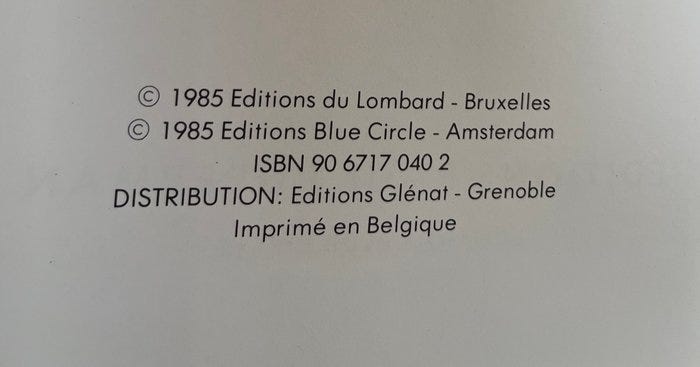 © 1985 Editions du Lombard - Bruxelles
© 1985 Editions Blue Circle - Amsterdam
ISBN 90 6717 040 2
DISTRIBUTION: Editions Glénat - Grenoble
Imprimé en Belgique